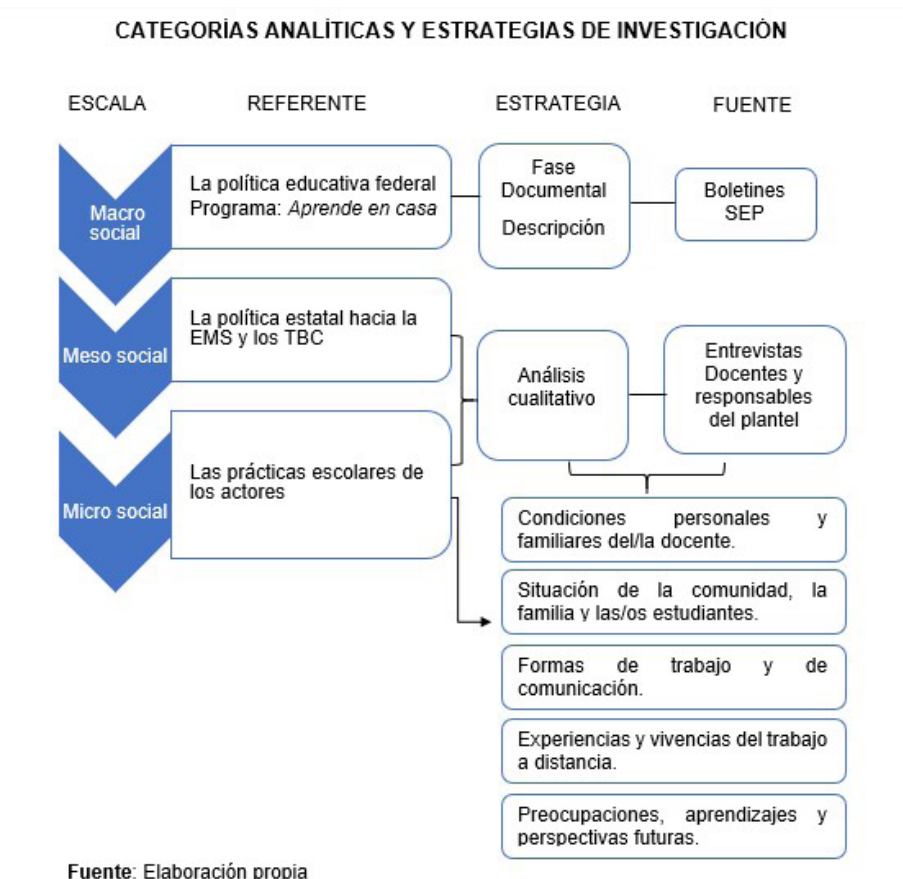 CATEGORÍAS ANALÍTICAS Y ESTRATEGIAS DE INVESTIGACIÓN
ESCALA
REFERENTE
ESTRATEGIA
FUENTE
Macro
social
La política educativa federal
Programa: Aprende en casa
Fase
Documental
Descripción
Boletines
SEP
Meso social
La política estatal hacia la
EMS y los TBC
Análisis
cualitativo
Entrevistas
Docentes y
responsables
del plantel
Micro social
Las prácticas escolares de
los actores
Condiciones personales y
familiares del/la docente.
Situación de la comunidad, la
familia y las/os estudiantes.
Formas de trabajo y de
comunicación.
Experiencias y vivencias del trabajo
a distancia.
Preocupaciones, aprendizajes y
perspectivas futuras.
Fuente: Elaboración propia